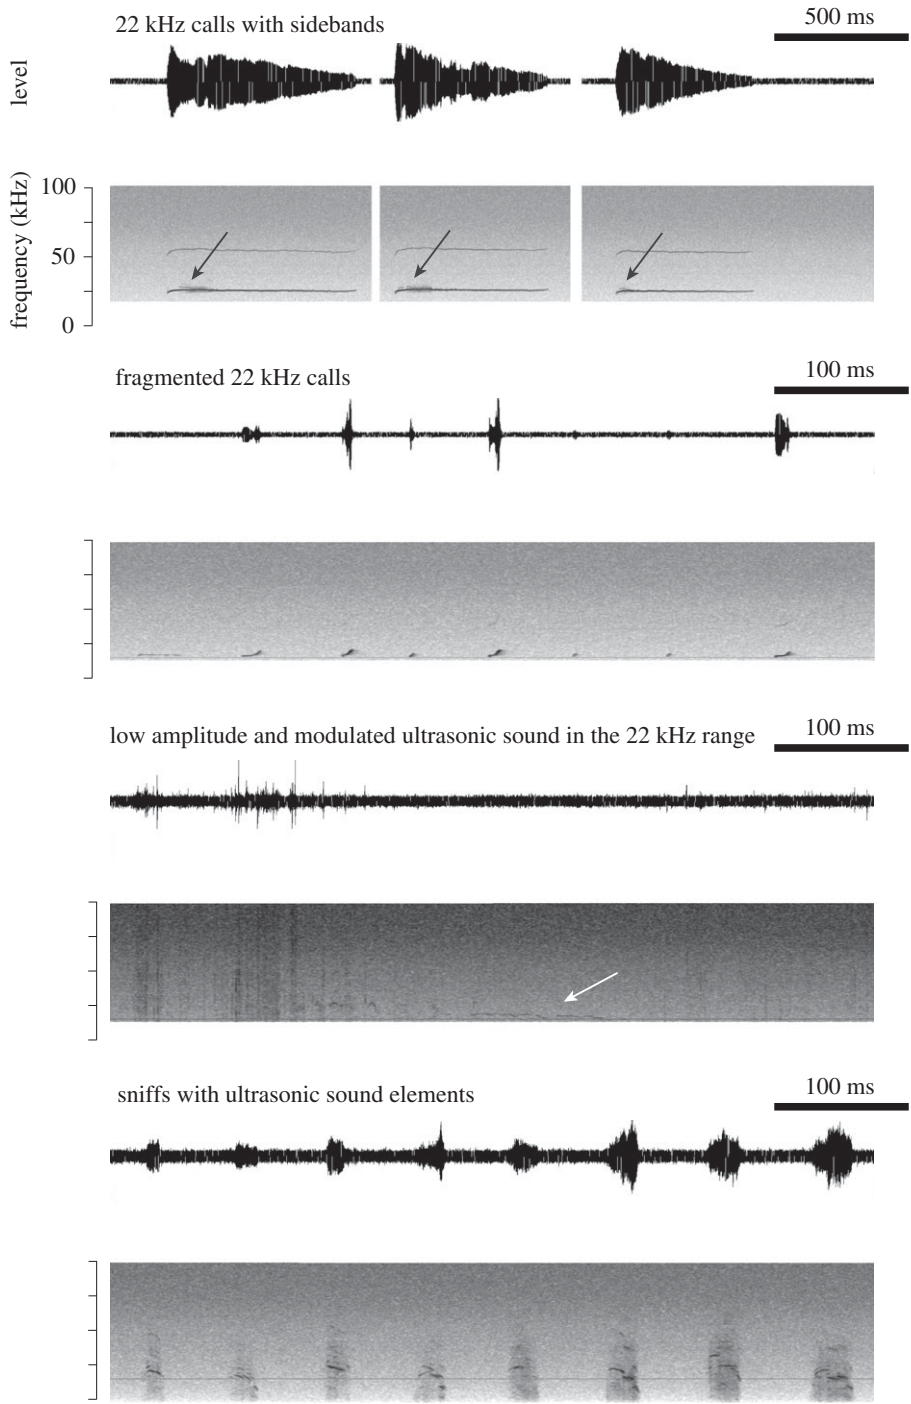 22 kHz calls with sidebands
500 ms
level
frequency (kHz)
100
50
0
fragmented 22 kHz calls
100 ms
low amplitude and modulated ultrasonic sound in the 22 kHz range
100 ms
sniffs with ultrasonic sound elements
100 ms